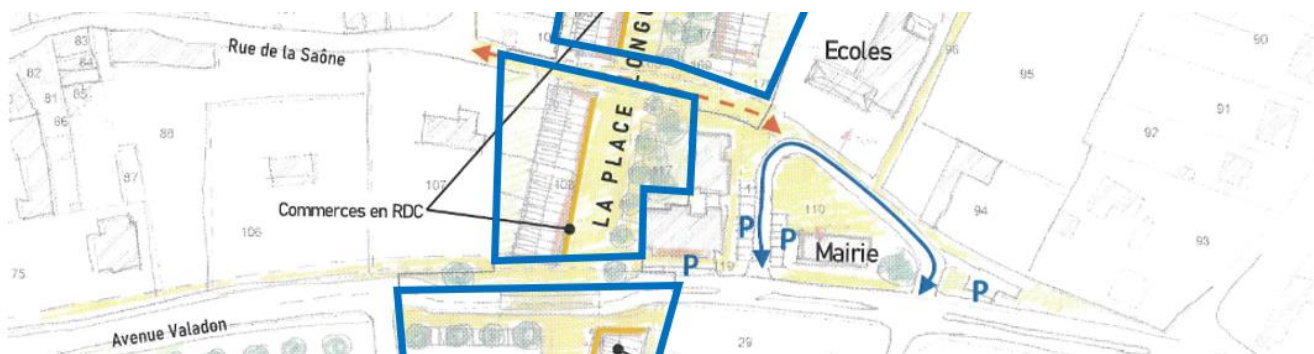 Rue de la Saône
Ecoles
LA PLACE LONGU
Commerces en RDC
Mairie
Avenue Valadon
P
P
P
P
83
82
84
81
85
86
88
87
107
106
75
108
117
110
119
29
96
95
90
91
92
94
93